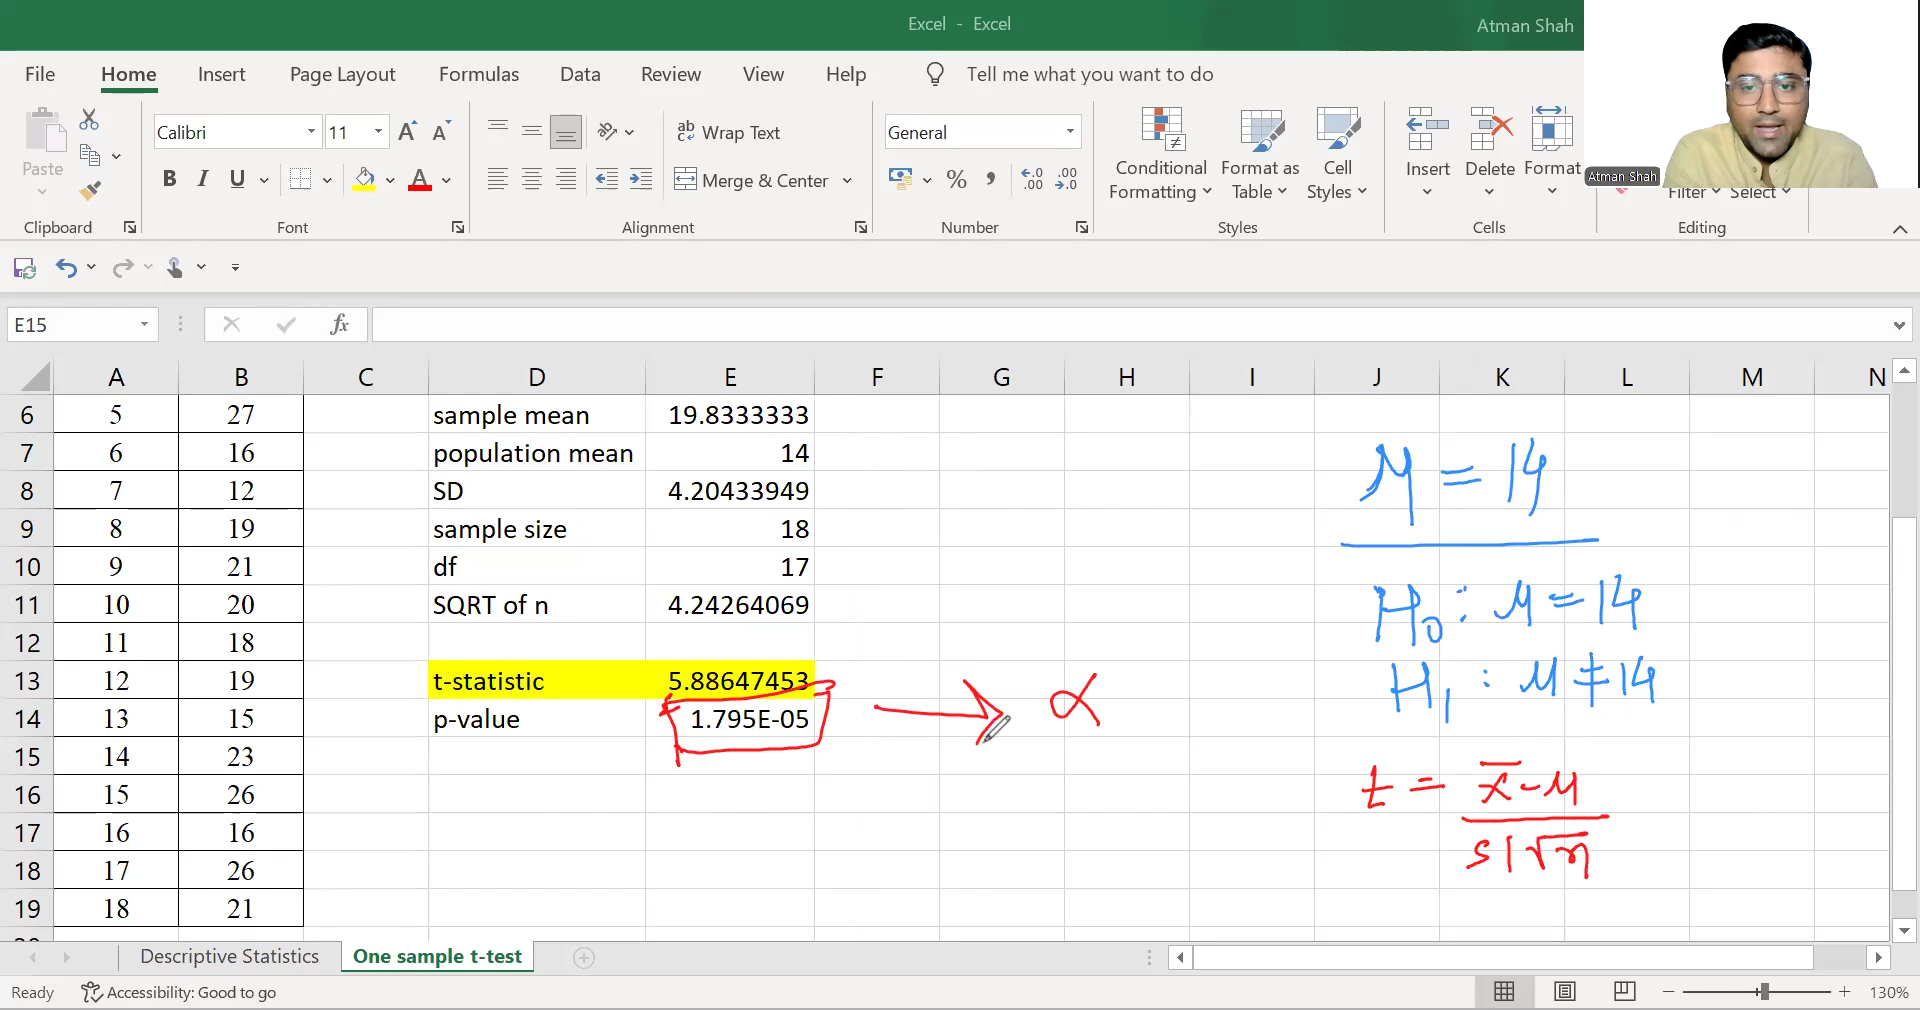 Excel - Excel
Atman Shah
File Home Insert Page Layout Formulas Data Review View Help Tell me what you want to do
Calibri 11 A A
ab Wrap Text
General
Paste
B I U A
Merge & Center
% ,
Conditional Formatting
Format as Table
Cell Styles
Insert Delete Format
Atman Shah
Filter Select
Clipboard Font Alignment Number Styles Cells Editing
E15 fx
A B C D E F G H I J K L M N
6 5 27 sample mean 19.8333333
7 6 16 population mean 14
8 7 12 SD 4.20433949
9 8 19 sample size 18
10 9 21 df 17
11 10 20 SQRT of n 4.24264069
12 11 18
13 12 19 t-statistic 5.88647453
14 13 15 p-value 1.795E-05
15 14 23
16 15 26
17 16 16
18 17 26
19 18 21
α
μ = 14
H0 : μ = 14
H1 : μ ≠ 14
t = x̄ - μ
s/√n
Descriptive Statistics One sample t-test
Ready Accessibility: Good to go
130%